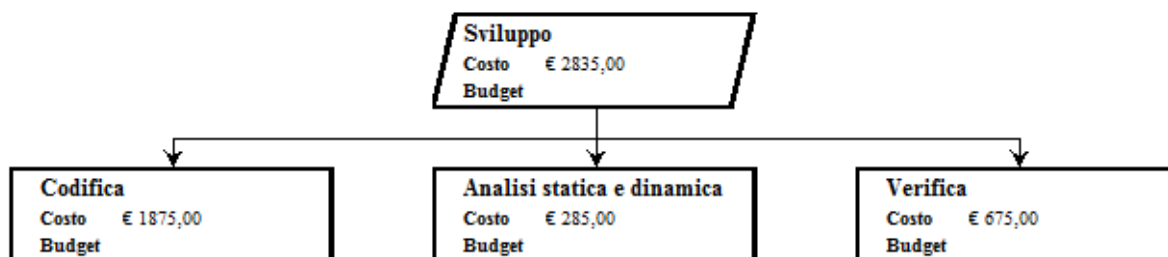 Sviluppo
Costo € 2835,00
Budget
Codifica
Costo € 1875,00
Budget
Analisi statica e dinamica
Costo € 285,00
Budget
Verifica
Costo € 675,00
Budget